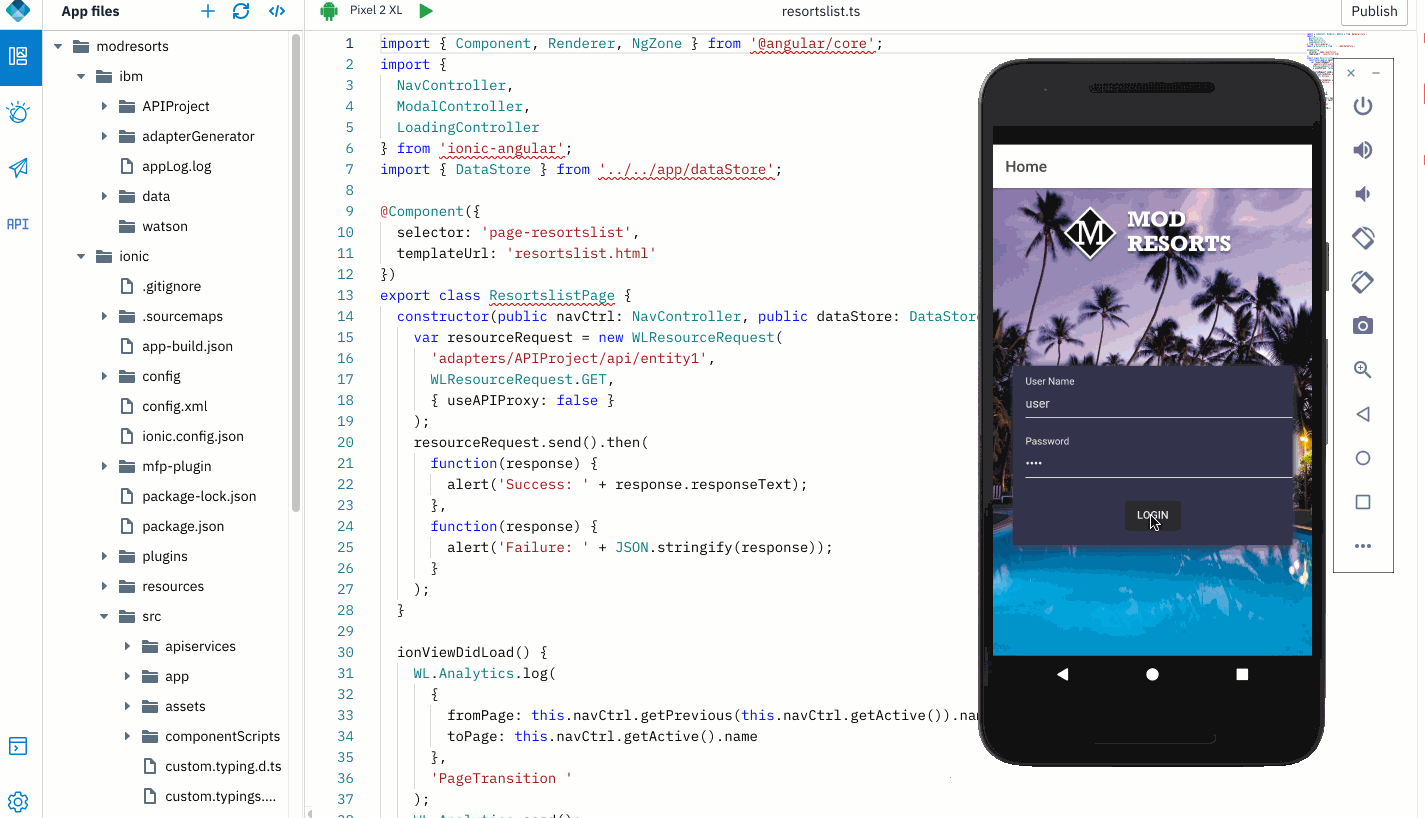 App files
Pixel 2 XL
resortslist.ts
Publish
modresorts
ibm
APIProject
adapterGenerator
appLog.log
data
watson
ionic
.gitignore
.sourcemaps
app-build.json
config
config.xml
ionic.config.json
mfp-plugin
package-lock.json
package.json
plugins
resources
src
apiservices
app
assets
componentScripts
custom.typing.d.ts
custom.typings....
API
1 import { Component, Renderer, NgZone } from '@angular/core';
2 import {
3 NavController,
4 ModalController,
5 LoadingController
6 } from 'ionic-angular';
7 import { DataStore } from '../../app/dataStore';
8
9 @Component({
10 selector: 'page-resortslist',
11 templateUrl: 'resortslist.html'
12 })
13 export class ResortslistPage {
14 constructor(public navCtrl: NavController, public dataStore: DataStore
15 var resourceRequest = new WLResourceRequest(
16 'adapters/APIProject/api/entity1',
17 WLResourceRequest.GET,
18 { useAPIProxy: false }
19 );
20 resourceRequest.send().then(
21 function(response) {
22 alert('Success: ' + response.responseText);
23 },
24 function(response) {
25 alert('Failure: ' + JSON.stringify(response));
26 }
27 );
28 }
29
30 ionViewDidLoad() {
31 WL.Analytics.log(
32 {
33 fromPage: this.navCtrl.getPrevious(this.navCtrl.getActive()).na
34 toPage: this.navCtrl.getActive().name
35 },
36 'PageTransition '
37 );
Home
M
MOD
RESORTS
User Name
user
Password
••••
LOGIN